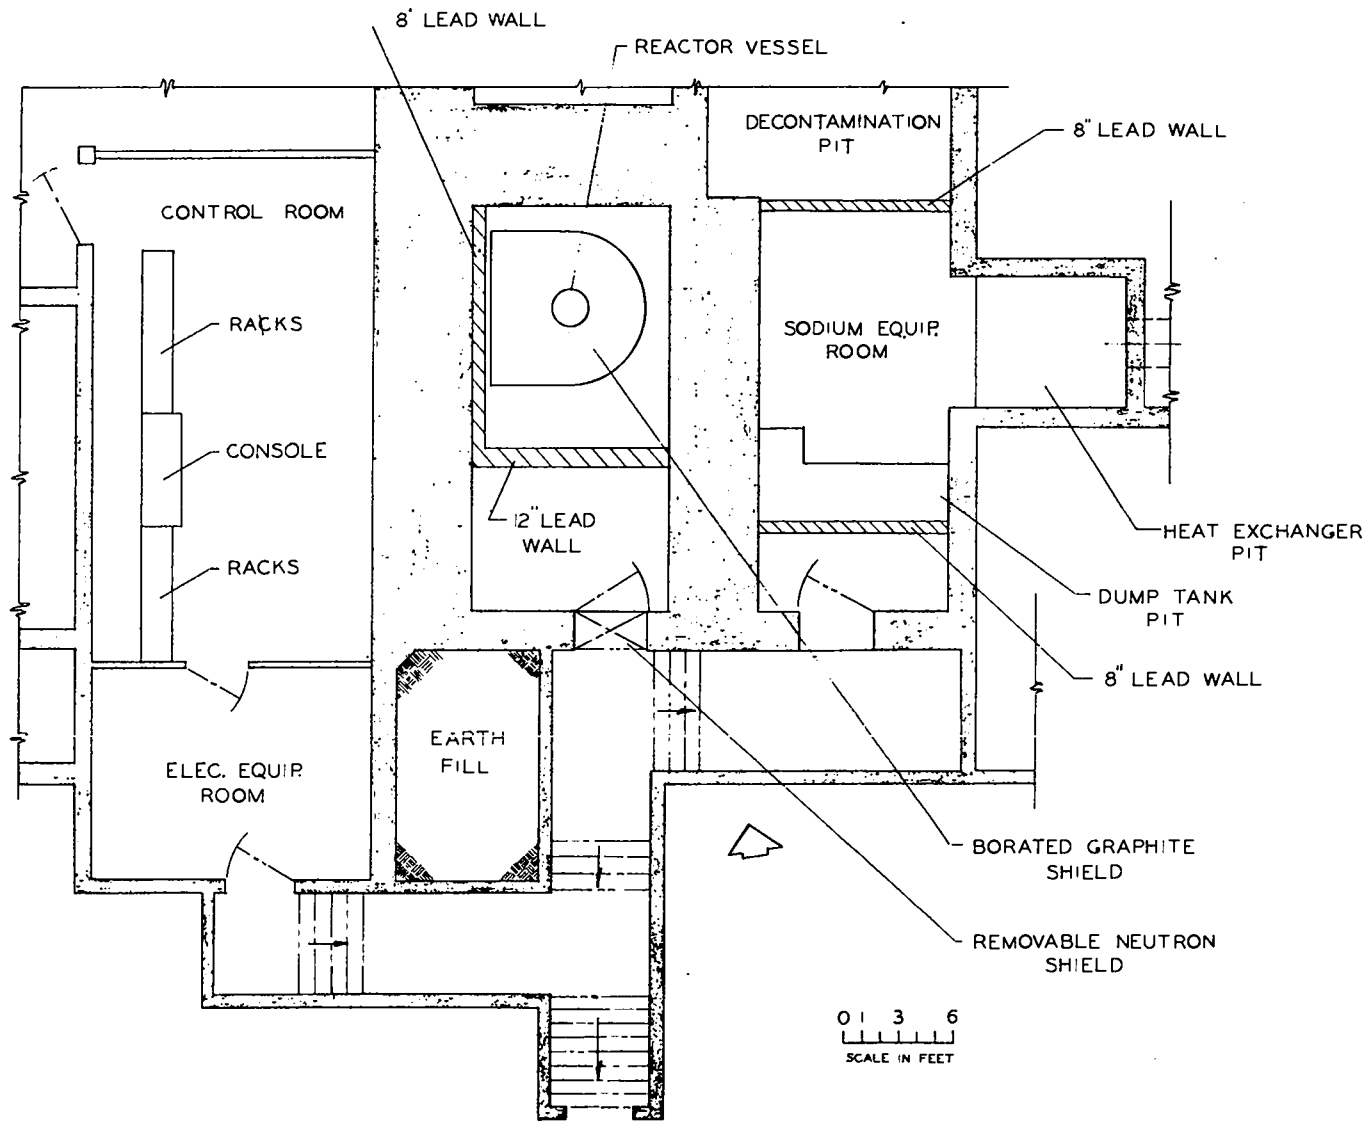 8" LEAD WALL
REACTOR VESSEL
DECONTAMINATION
PIT
8" LEAD WALL
CONTROL ROOM
RACKS
SODIUM EQUIP.
ROOM
CONSOLE
12" LEAD
WALL
HEAT EXCHANGER
PIT
RACKS
DUMP TANK
PIT
8" LEAD WALL
EARTH
FILL
ELEC. EQUIP.
ROOM
BORATED GRAPHITE
SHIELD
REMOVABLE NEUTRON
SHIELD
0 1 3 6
SCALE IN FEET